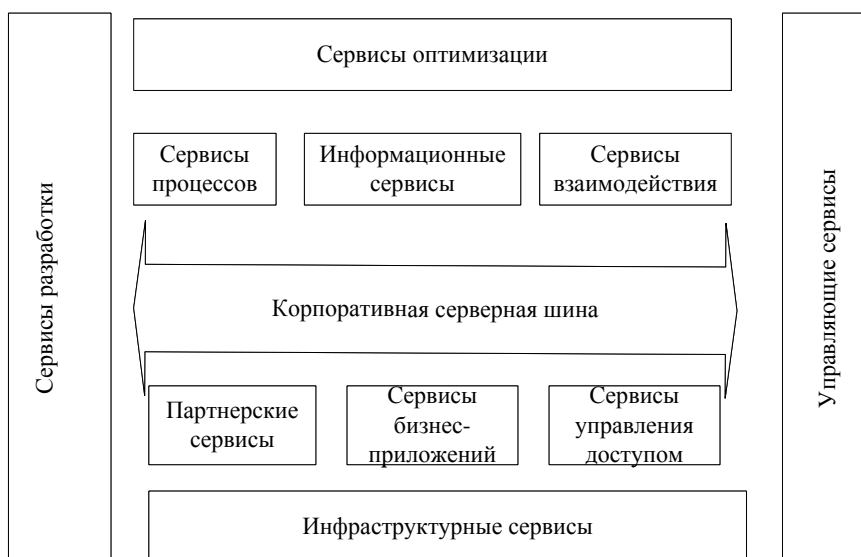 Сервисы разработки
Сервисы оптимизации
Сервисы
процессов
Информационные
сервисы
Сервисы
взаимодействия
Корпоративная серверная шина
Партнерские
сервисы
Сервисы
бизнес-
приложений
Сервисы
управления
доступом
Инфраструктурные сервисы
Управляющие сервисы